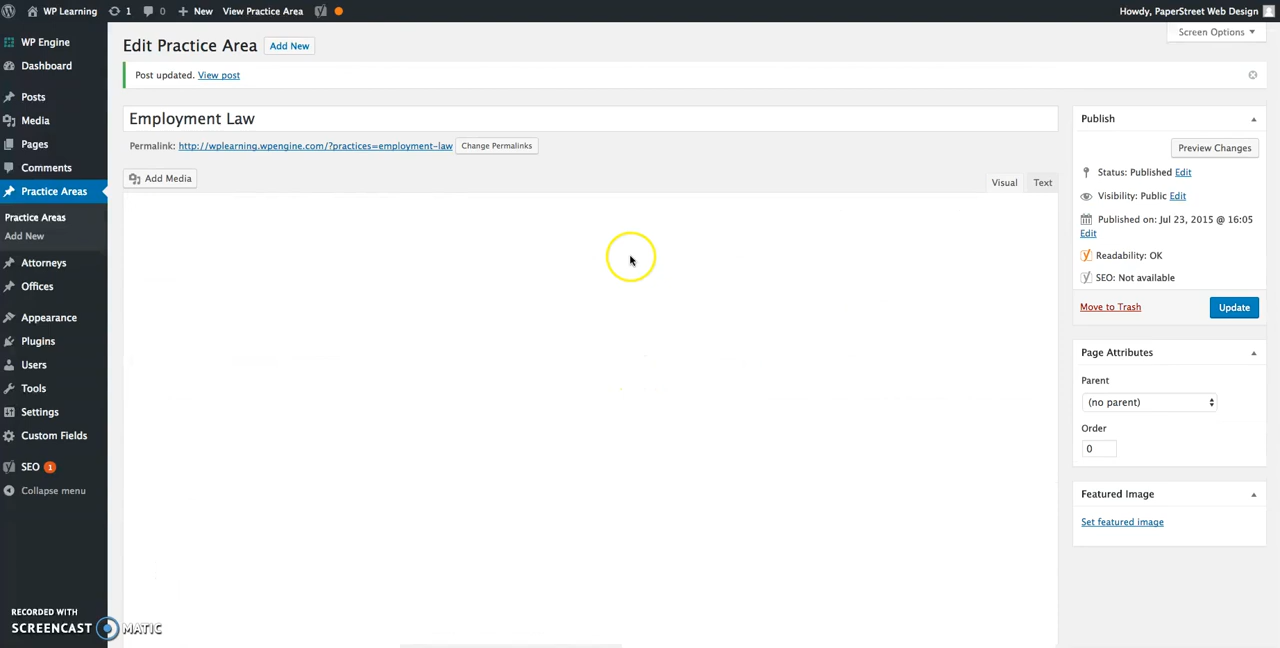 WP Learning 1 0 New View Practice Area Howdy, PaperStreet Web Design
Screen Options
WP Engine
Dashboard
Posts
Media
Pages
Comments
Practice Areas
Practice Areas
Add New
Attorneys
Offices
Appearance
Plugins
Users
Tools
Settings
Custom Fields
SEO 1
Collapse menu
RECORDED WITH
SCREENCAST MATIC
Edit Practice Area Add New
Post updated. View post
Employment Law
Permalink: http://wplearning.wpengine.com/?practices=employment-law Change Permalinks
Add Media
Visual Text
Publish
Preview Changes
Status: Published Edit
Visibility: Public Edit
Published on: Jul 23, 2015 @ 16:05
Edit
Readability: OK
SEO: Not available
Move to Trash Update
Page Attributes
Parent
(no parent)
Order
0
Featured Image
Set featured image